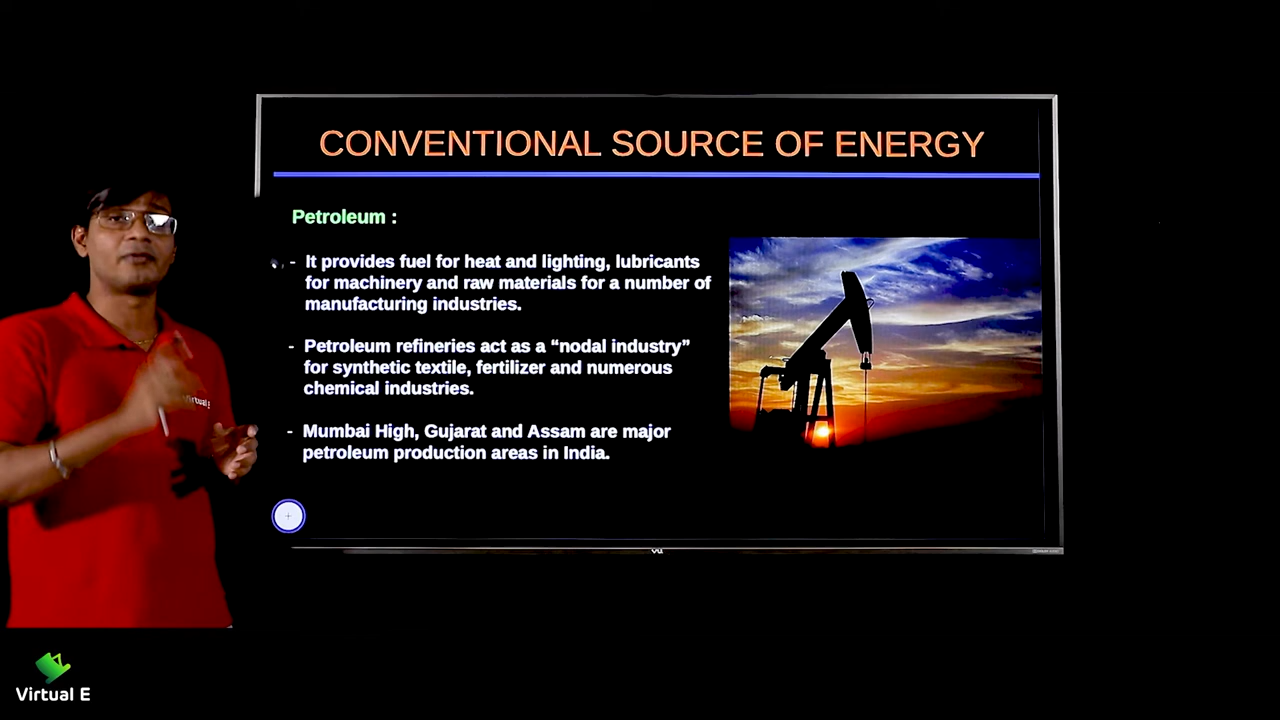 CONVENTIONAL SOURCE OF ENERGY
Petroleum :
- It provides fuel for heat and lighting, lubricants
for machinery and raw materials for a number of
manufacturing industries.
- Petroleum refineries act as a “nodal industry”
for synthetic textile, fertilizer and numerous
chemical industries.
- Mumbai High, Gujarat and Assam are major
petroleum production areas in India.
Virtual E
Virtual E